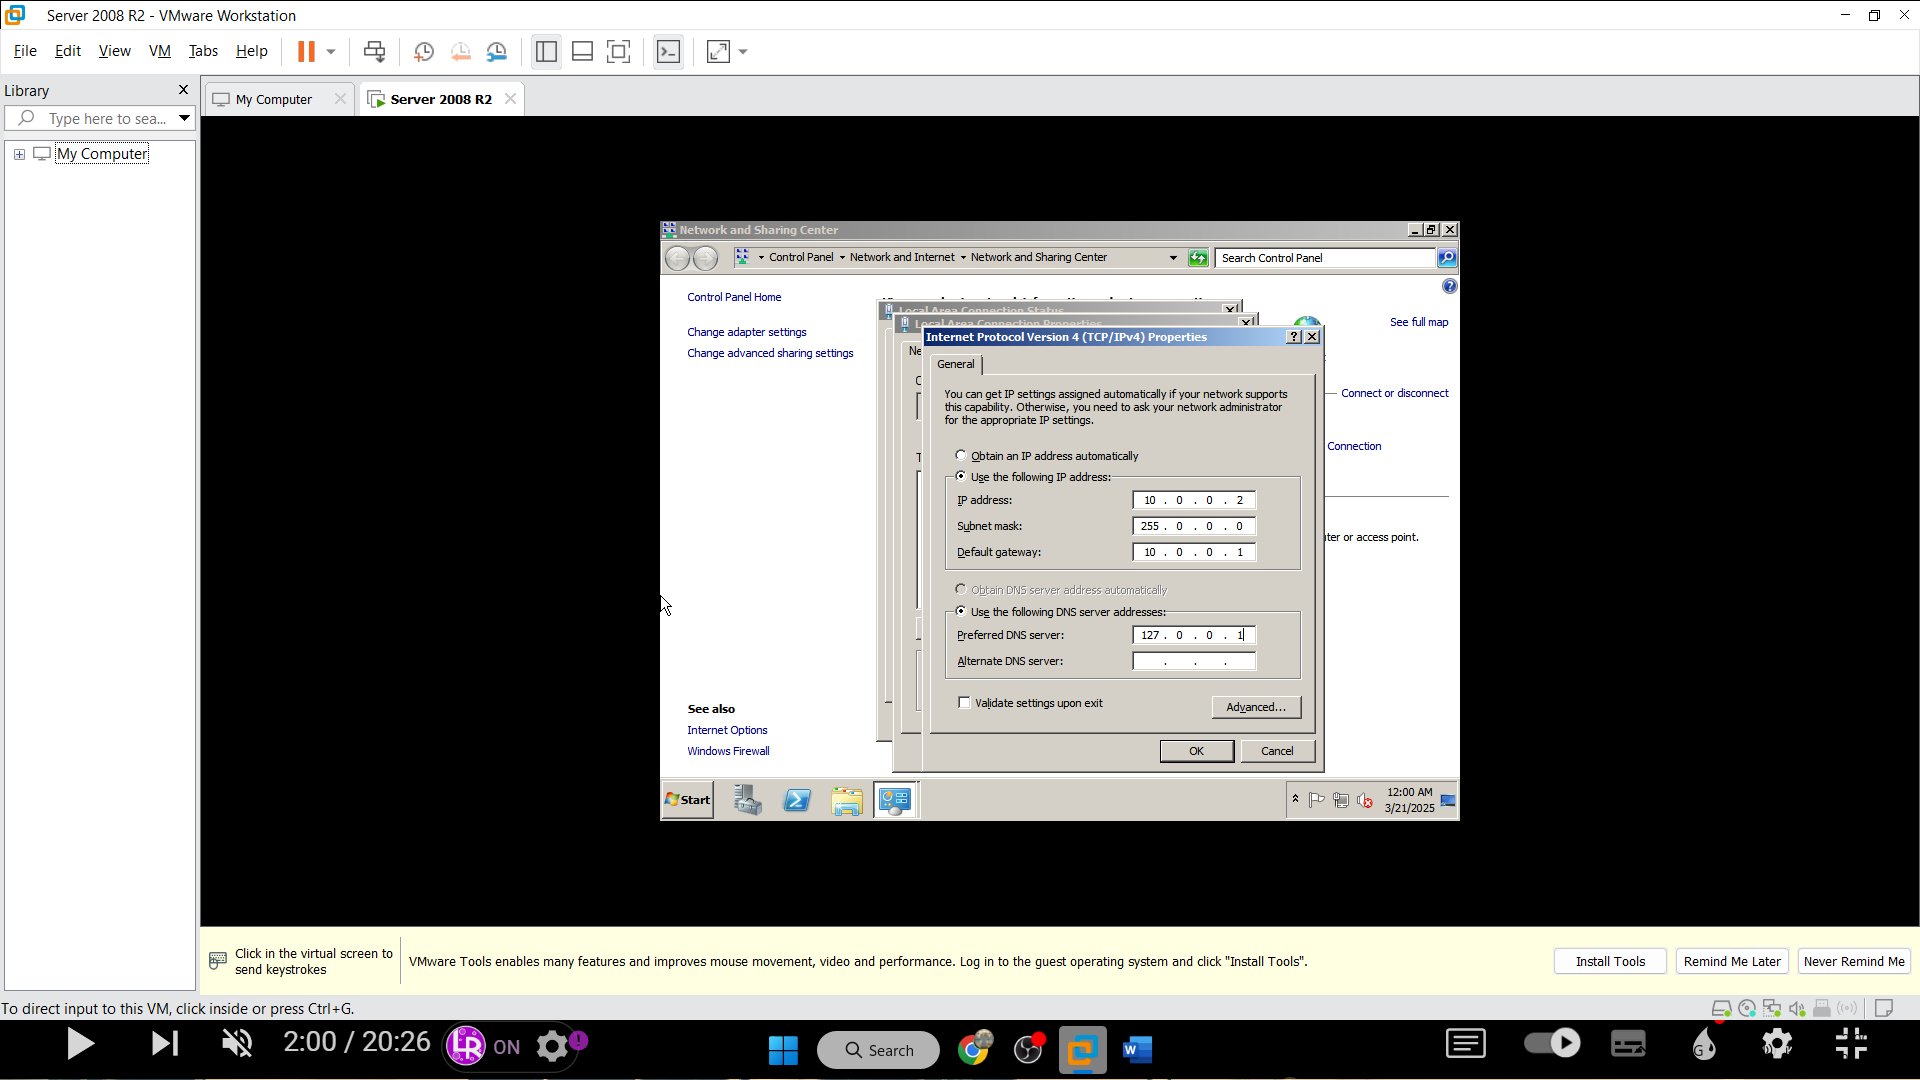 Server 2008 R2 - VMware Workstation
File Edit View VM Tabs Help
Library
Type here to sea...
My Computer
My Computer
Server 2008 R2
Network and Sharing Center
Control Panel Network and Internet Network and Sharing Center
Search Control Panel
Control Panel Home
Change adapter settings
Change advanced sharing settings
See full map
Connect or disconnect
Connection
ter or access point.
Local Area Connection Status
Local Area Connection Properties
Ne
Internet Protocol Version 4 (TCP/IPv4) Properties
General
You can get IP settings assigned automatically if your network supports
this capability. Otherwise, you need to ask your network administrator
for the appropriate IP settings.
Obtain an IP address automatically
Use the following IP address:
IP address: 10 . 0 . 0 . 2
Subnet mask: 255 . 0 . 0 . 0
Default gateway: 10 . 0 . 0 . 1
Obtain DNS server address automatically
Use the following DNS server addresses:
Preferred DNS server: 127 . 0 . 0 . 1
Alternate DNS server: . . .
Validate settings upon exit
Advanced...
OK Cancel
See also
Internet Options
Windows Firewall
Start
12:00 AM
3/21/2025
Click in the virtual screen to
send keystrokes
VMware Tools enables many features and improves mouse movement, video and performance. Log in to the guest operating system and click "Install Tools".
Install Tools
Remind Me Later
Never Remind Me
To direct input to this VM, click inside or press Ctrl+G.
2:00 / 20:26
LR ON
Search
W
G